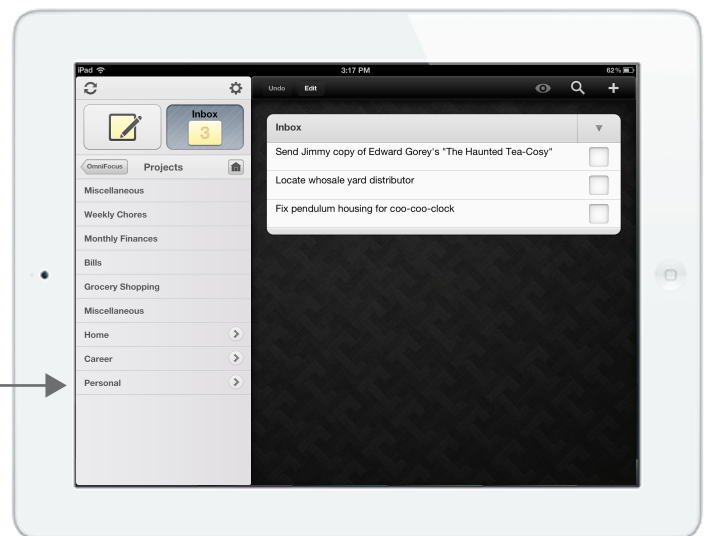 iPad
3:17 PM
62%
Undo
Edit
Inbox
3
OmniFocus
Projects
Miscellaneous
Weekly Chores
Monthly Finances
Bills
Grocery Shopping
Miscellaneous
Home
Career
Personal
Inbox
Send Jimmy copy of Edward Gorey's "The Haunted Tea-Cosy"
Locate whosale yard distributor
Fix pendulum housing for coo-coo-clock